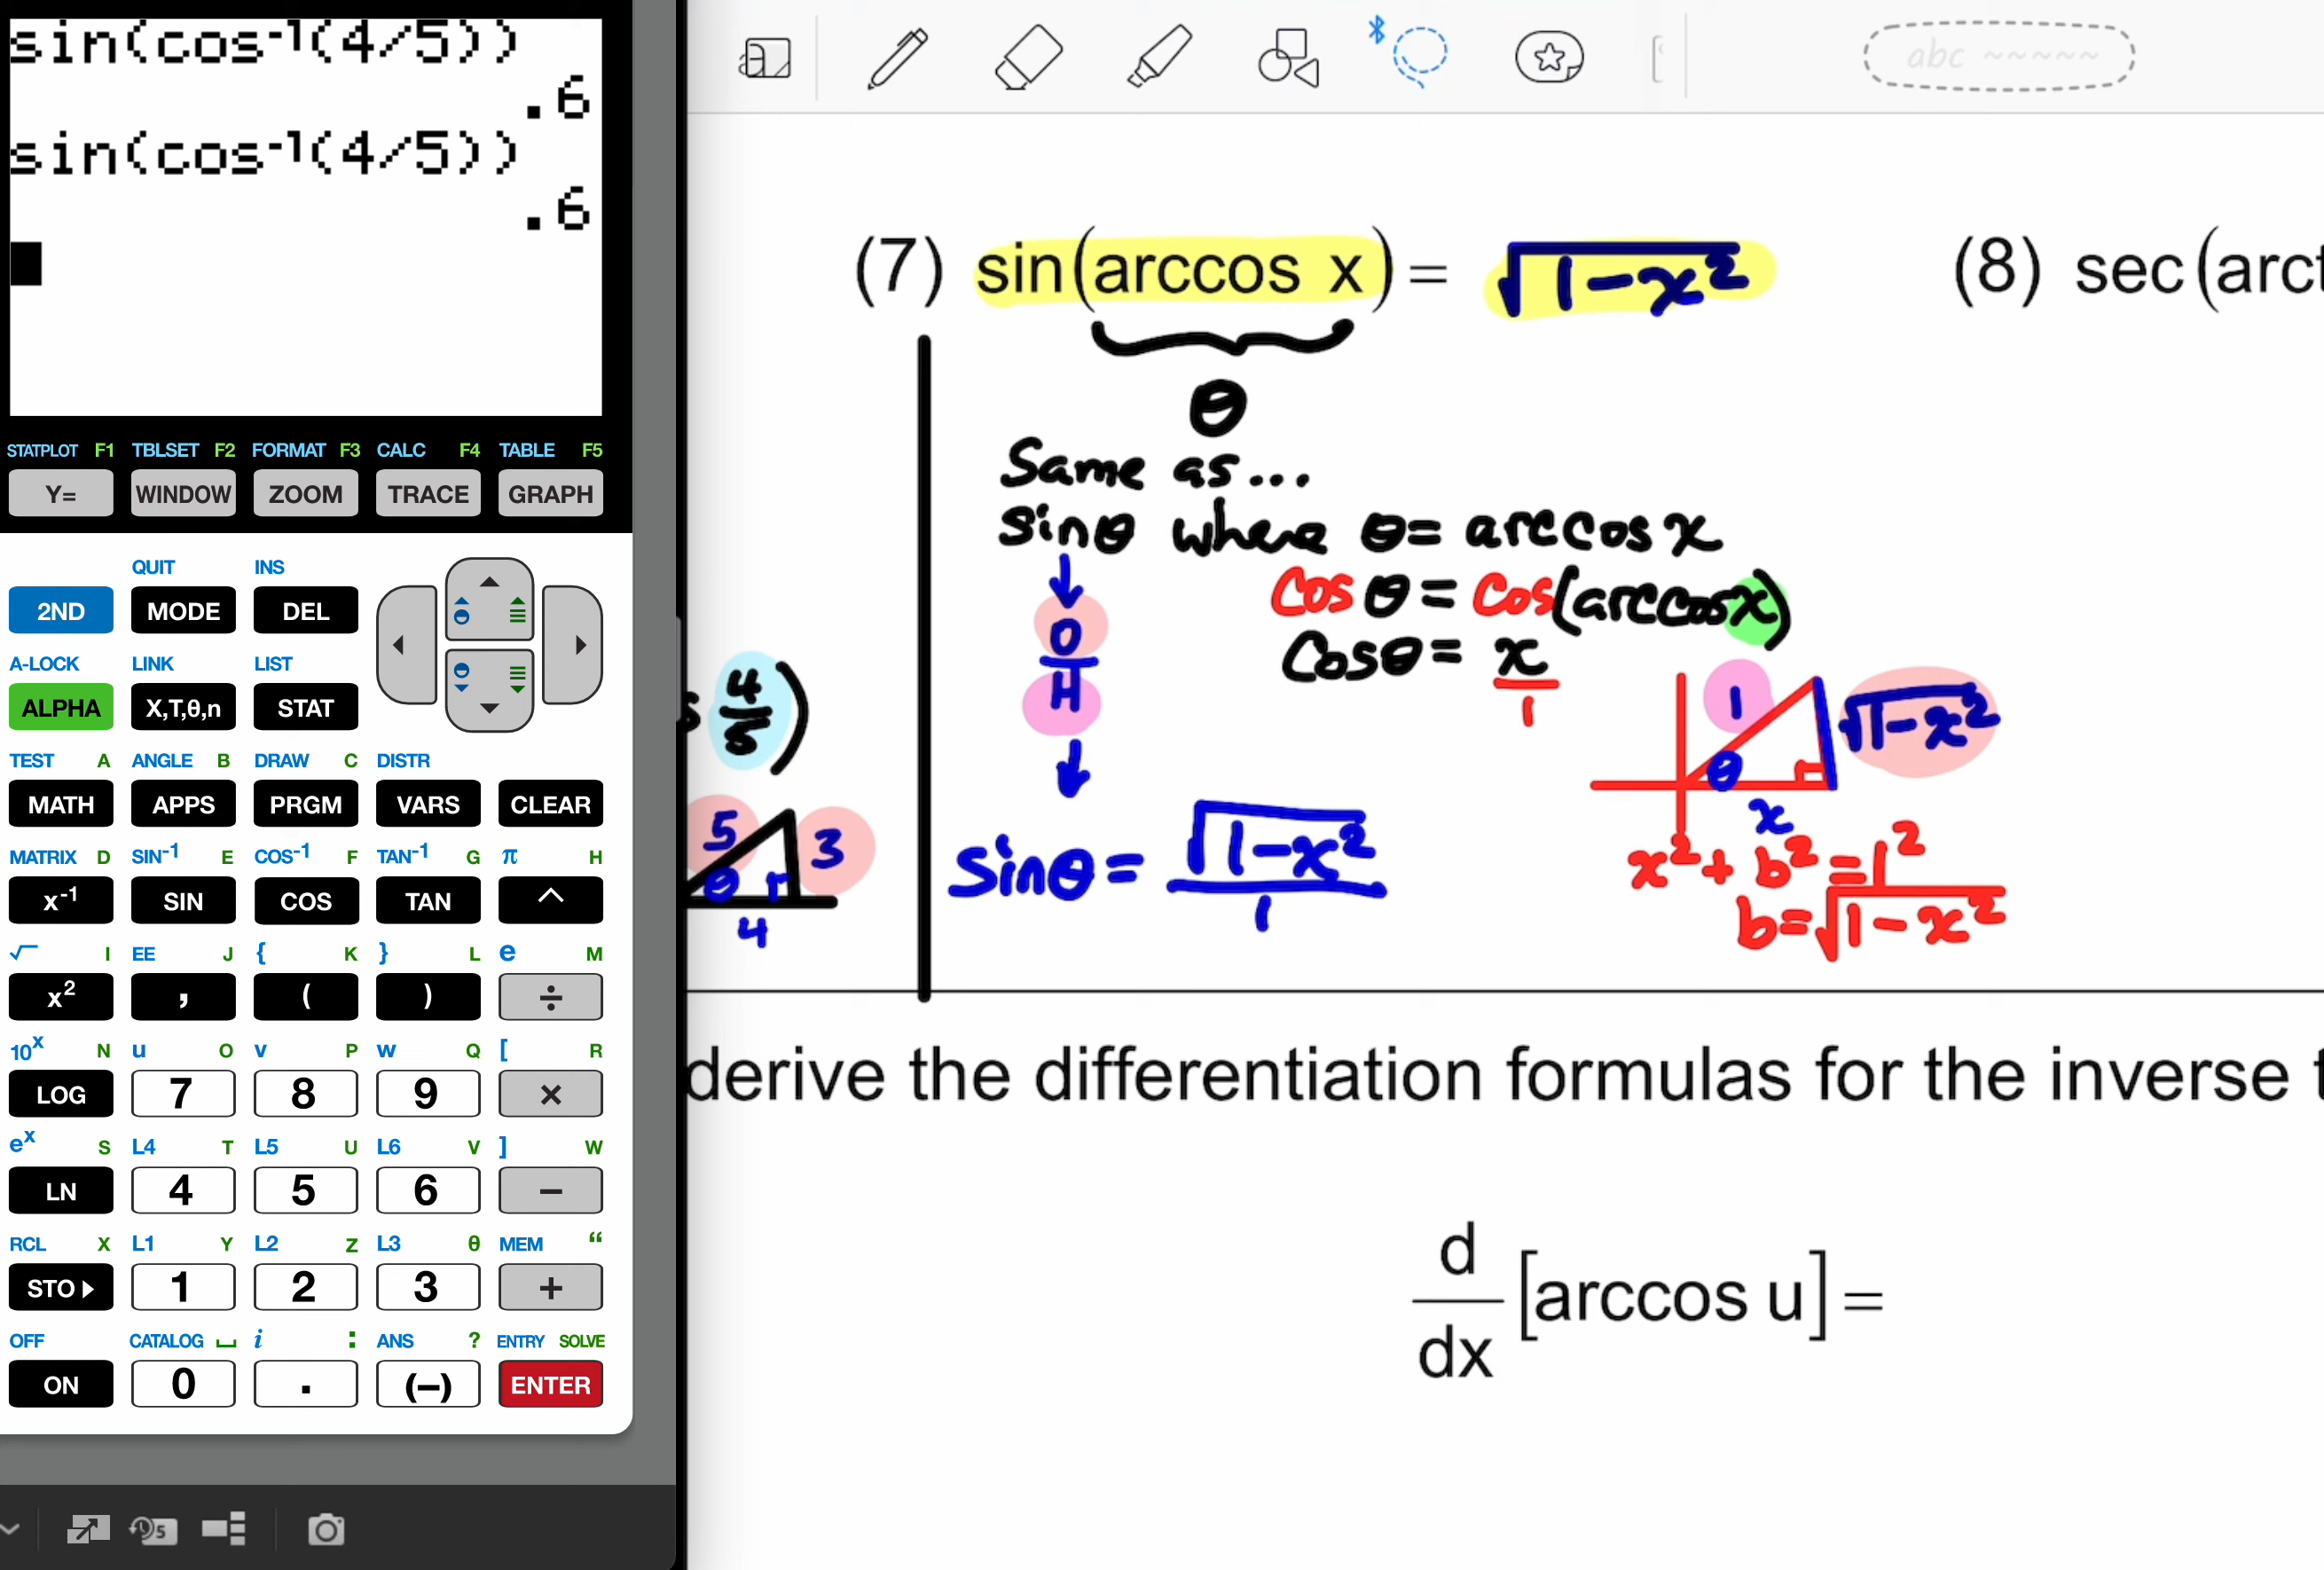 sin(cos⁻¹(4/5))
.6
sin(cos⁻¹(4/5))
.6
STATPLOT F1 TBLSET F2 FORMAT F3 CALC F4 TABLE F5
Y= WINDOW ZOOM TRACE GRAPH
QUIT INS
2ND MODE DEL
A-LOCK LINK LIST
ALPHA X,T,θ,n STAT
TEST A ANGLE B DRAW C DISTR
MATH APPS PRGM VARS CLEAR
MATRIX D SIN⁻¹ E COS⁻¹ F TAN⁻¹ G π H
x⁻¹ SIN COS TAN ^
√ I EE J { K } L e M
x² , ( ) ÷
10ˣ N u O v P w Q [ R
LOG 7 8 9 ×
eˣ S L4 T L5 U L6 V ] W
LN 4 5 6 −
RCL X L1 Y L2 Z L3 θ MEM “
STO▶ 1 2 3 +
OFF CATALOG ⎵ i : ANS ? ENTRY SOLVE
ON 0 . (−) ENTER
5
a
abc ~~~~~
(7) sin(arccos x) = √1-x²
(8) sec(arct
θ
Same as...
sinθ where θ= arccos x
cos θ = cos(arccos x)
cosθ = x/1
O/H
s 4/5)
5 3
θ
4
1 √1-x²
θ
x
x² + b² = 1²
b = √1-x²
sinθ = √1-x²/1
derive the differentiation formulas for the inverse t
d/dx [arccos u] =